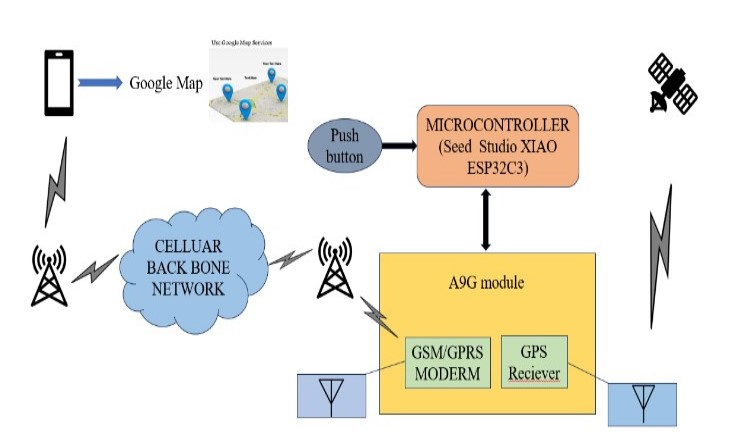 Use Google Map Services
Google Map
Push
button
MICROCONTROLLER
(Seed Studio XIAO
ESP32C3)
CELLUAR
BACK BONE
NETWORK
A9G module
GSM/GPRS
MODERM
GPS
Reciever